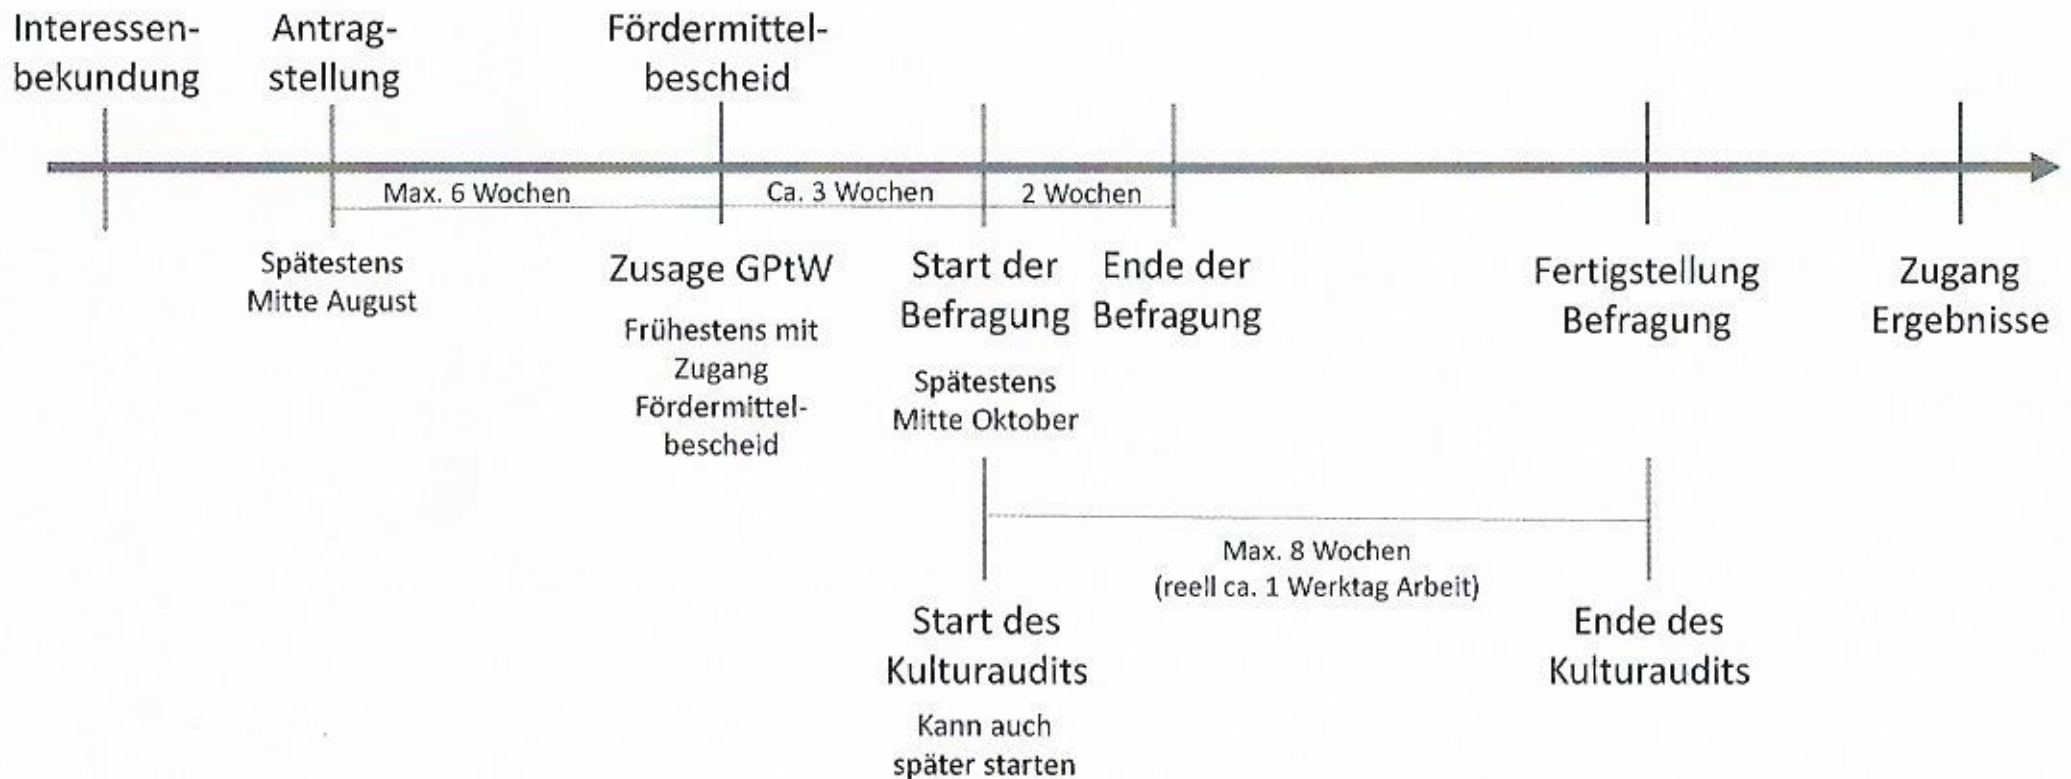 Interessen-
bekundung
Antrag-
stellung
Fördermittel-
bescheid
Max. 6 Wochen
Ca. 3 Wochen
2 Wochen
Spätestens
Mitte August
Zusage GPtW
Frühestens mit
Zugang
Fördermittel-
bescheid
Start der
Befragung
Spätestens
Mitte Oktober
Ende der
Befragung
Fertigstellung
Befragung
Zugang
Ergebnisse
Max. 8 Wochen
(reell ca. 1 Werktag Arbeit)
Start des
Kulturaudits
Kann auch
später starten
Ende des
Kulturaudits